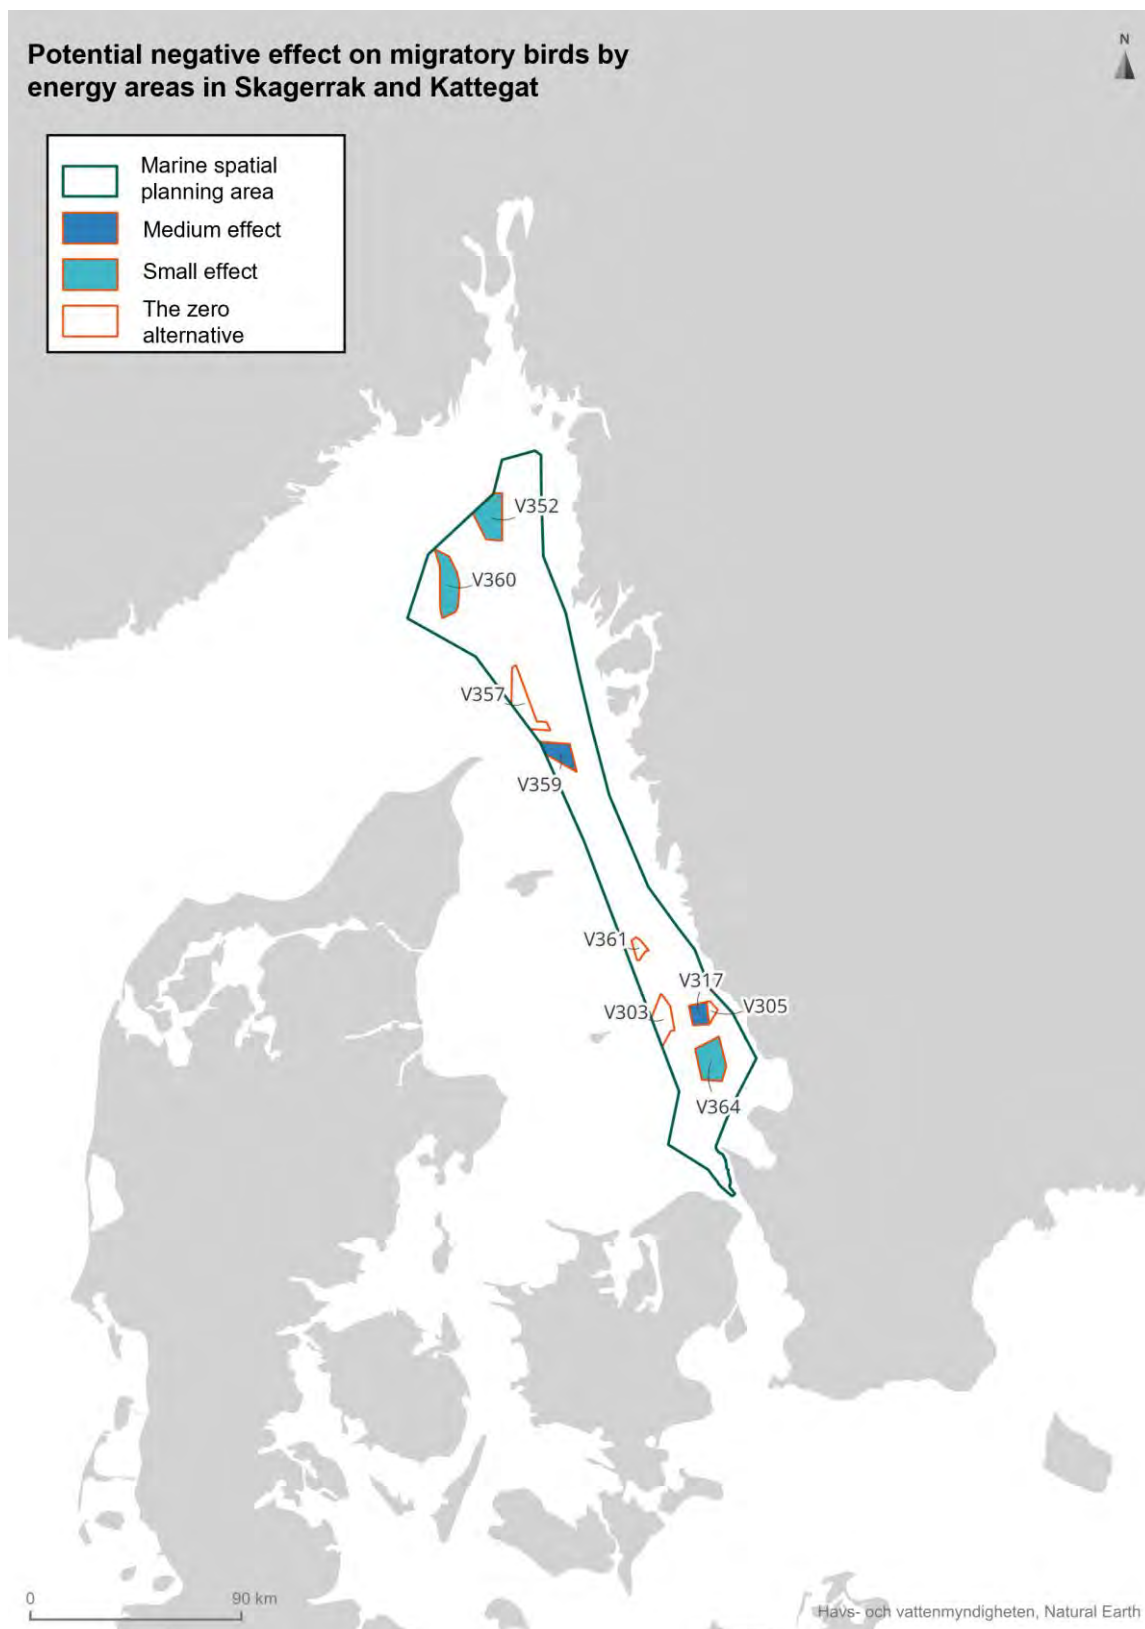 Potential negative effect on migratory birds by
energy areas in Skagerrak and Kattegat
N
Marine spatial
planning area
Medium effect
Small effect
The zero
alternative
V352
V360
V357
V359
V361
V317
V303
V305
V364
0
90 km
Havs- och vattenmyndigheten, Natural Earth